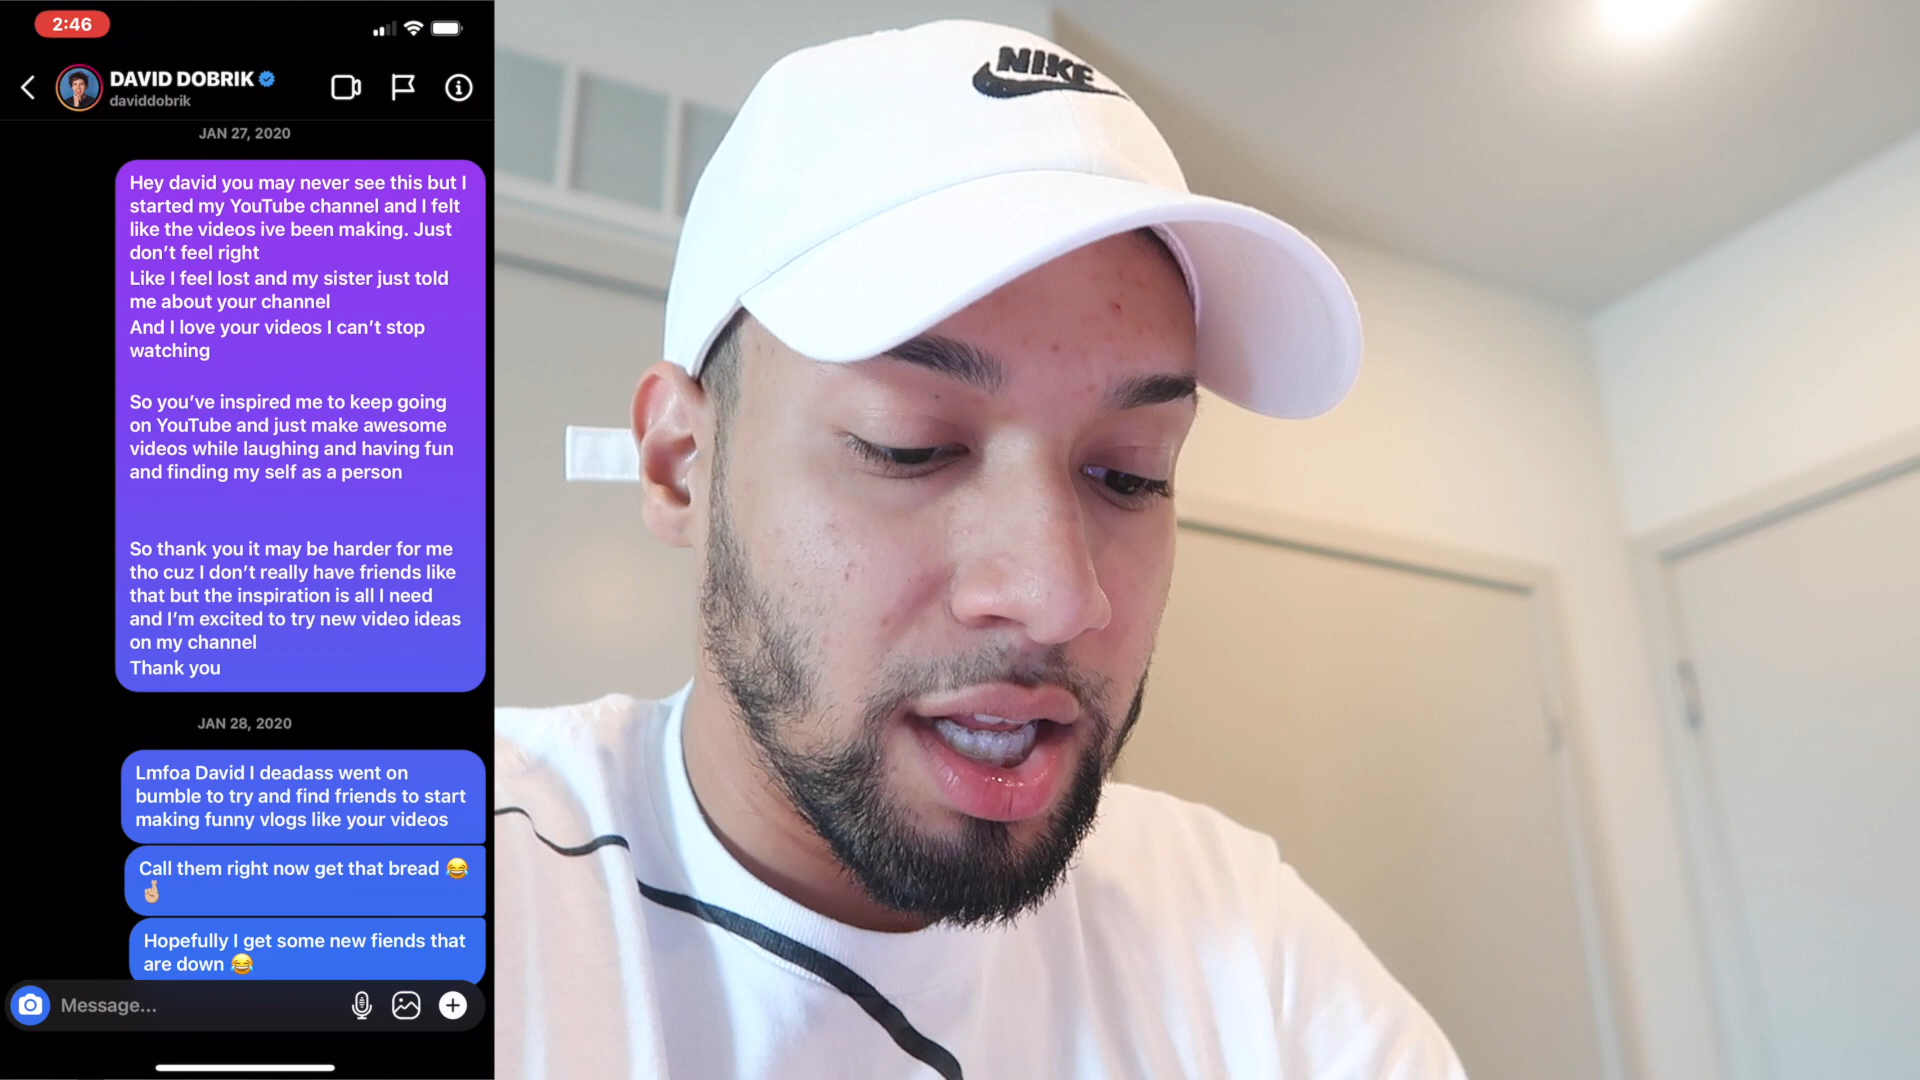 2:46
DAVID DOBRIK
daviddobrik
JAN 27, 2020
Hey david you may never see this but I
started my YouTube channel and I felt
like the videos ive been making. Just
don’t feel right
Like I feel lost and my sister just told
me about your channel
And I love your videos I can’t stop
watching
So you’ve inspired me to keep going
on YouTube and just make awesome
videos while laughing and having fun
and finding my self as a person
So thank you it may be harder for me
tho cuz I don’t really have friends like
that but the inspiration is all I need
and I’m excited to try new video ideas
on my channel
Thank you
JAN 28, 2020
Lmfoa David I deadass went on
bumble to try and find friends to start
making funny vlogs like your videos
Call them right now get that bread 😂
🤞🏼
Hopefully I get some new fiends that
are down 😂
Message...
NIKE